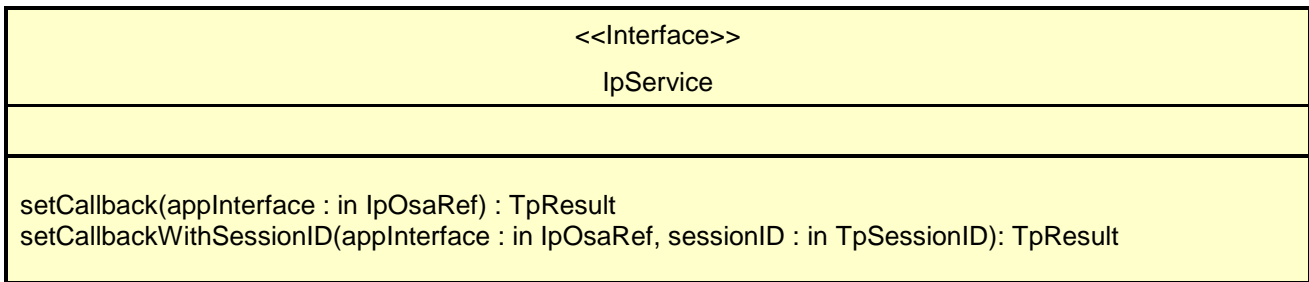 <<Interface>>
IpService
setCallback(appInterface : in IpOsaRef) : TpResult
setCallbackWithSessionID(appInterface : in IpOsaRef, sessionID : in TpSessionID): TpResult